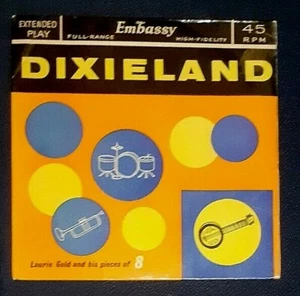 EXTENDED PLAY
Embassy
FULL-RANGE HIGH-FIDELITY
45 RPM
DIXIELAND
Laurie Gold and his pieces of 8